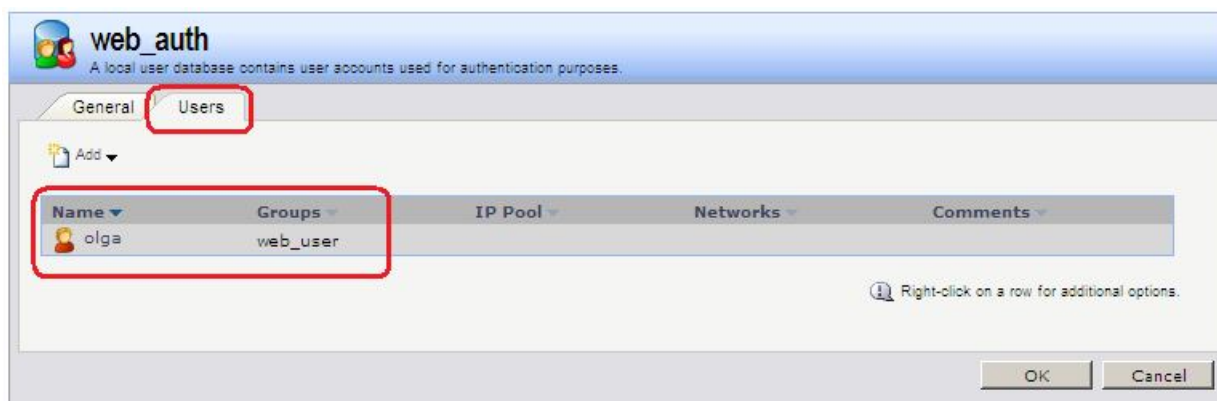 web_auth
A local user database contains user accounts used for authentication purposes.
General Users
Add
Name Groups IP Pool Networks Comments
olga web_user
Right-click on a row for additional options.
OK Cancel